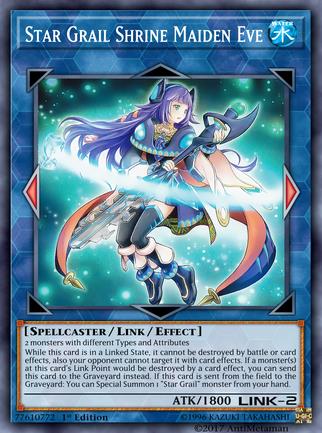 Star Grail Shrine Maiden Eve
WATER
水
[Spellcaster / Link / Effect]
2 monsters with different Types and Attributes
While this card is in a Linked State, it cannot be destroyed by battle or card
effects, also your opponent cannot target it with card effects. If a monster(s)
at this card's Link Point would be destroyed by a card effect, you can send
this card to the Graveyard instead. If this card is sent from the field to the
Graveyard: You can Special Summon 1 "Star Grail" monster from your hand.
ATK/1800 LINK-2
77610772 1st Edition ©1996 KAZUKI TAKAHASHI
©2017 AntiMetaman